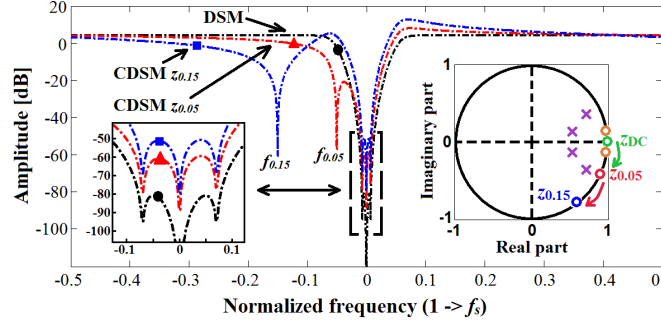 20
0
-20
-40
-60
-80
-100
Amplitude [dB]
DSM
CDSM z0.15
CDSM z0.05
f0.15
f0.05
-50
-60
-70
-80
-90
-100
-0.1
0
0.1
1
0
-1
Imaginary part
zDC
z0.05
z0.15
-1
0
1
Real part
-0.5 -0.4 -0.3 -0.2 -0.1 0 0.1 0.2 0.3 0.4 0.5
Normalized frequency (1 -> fs)